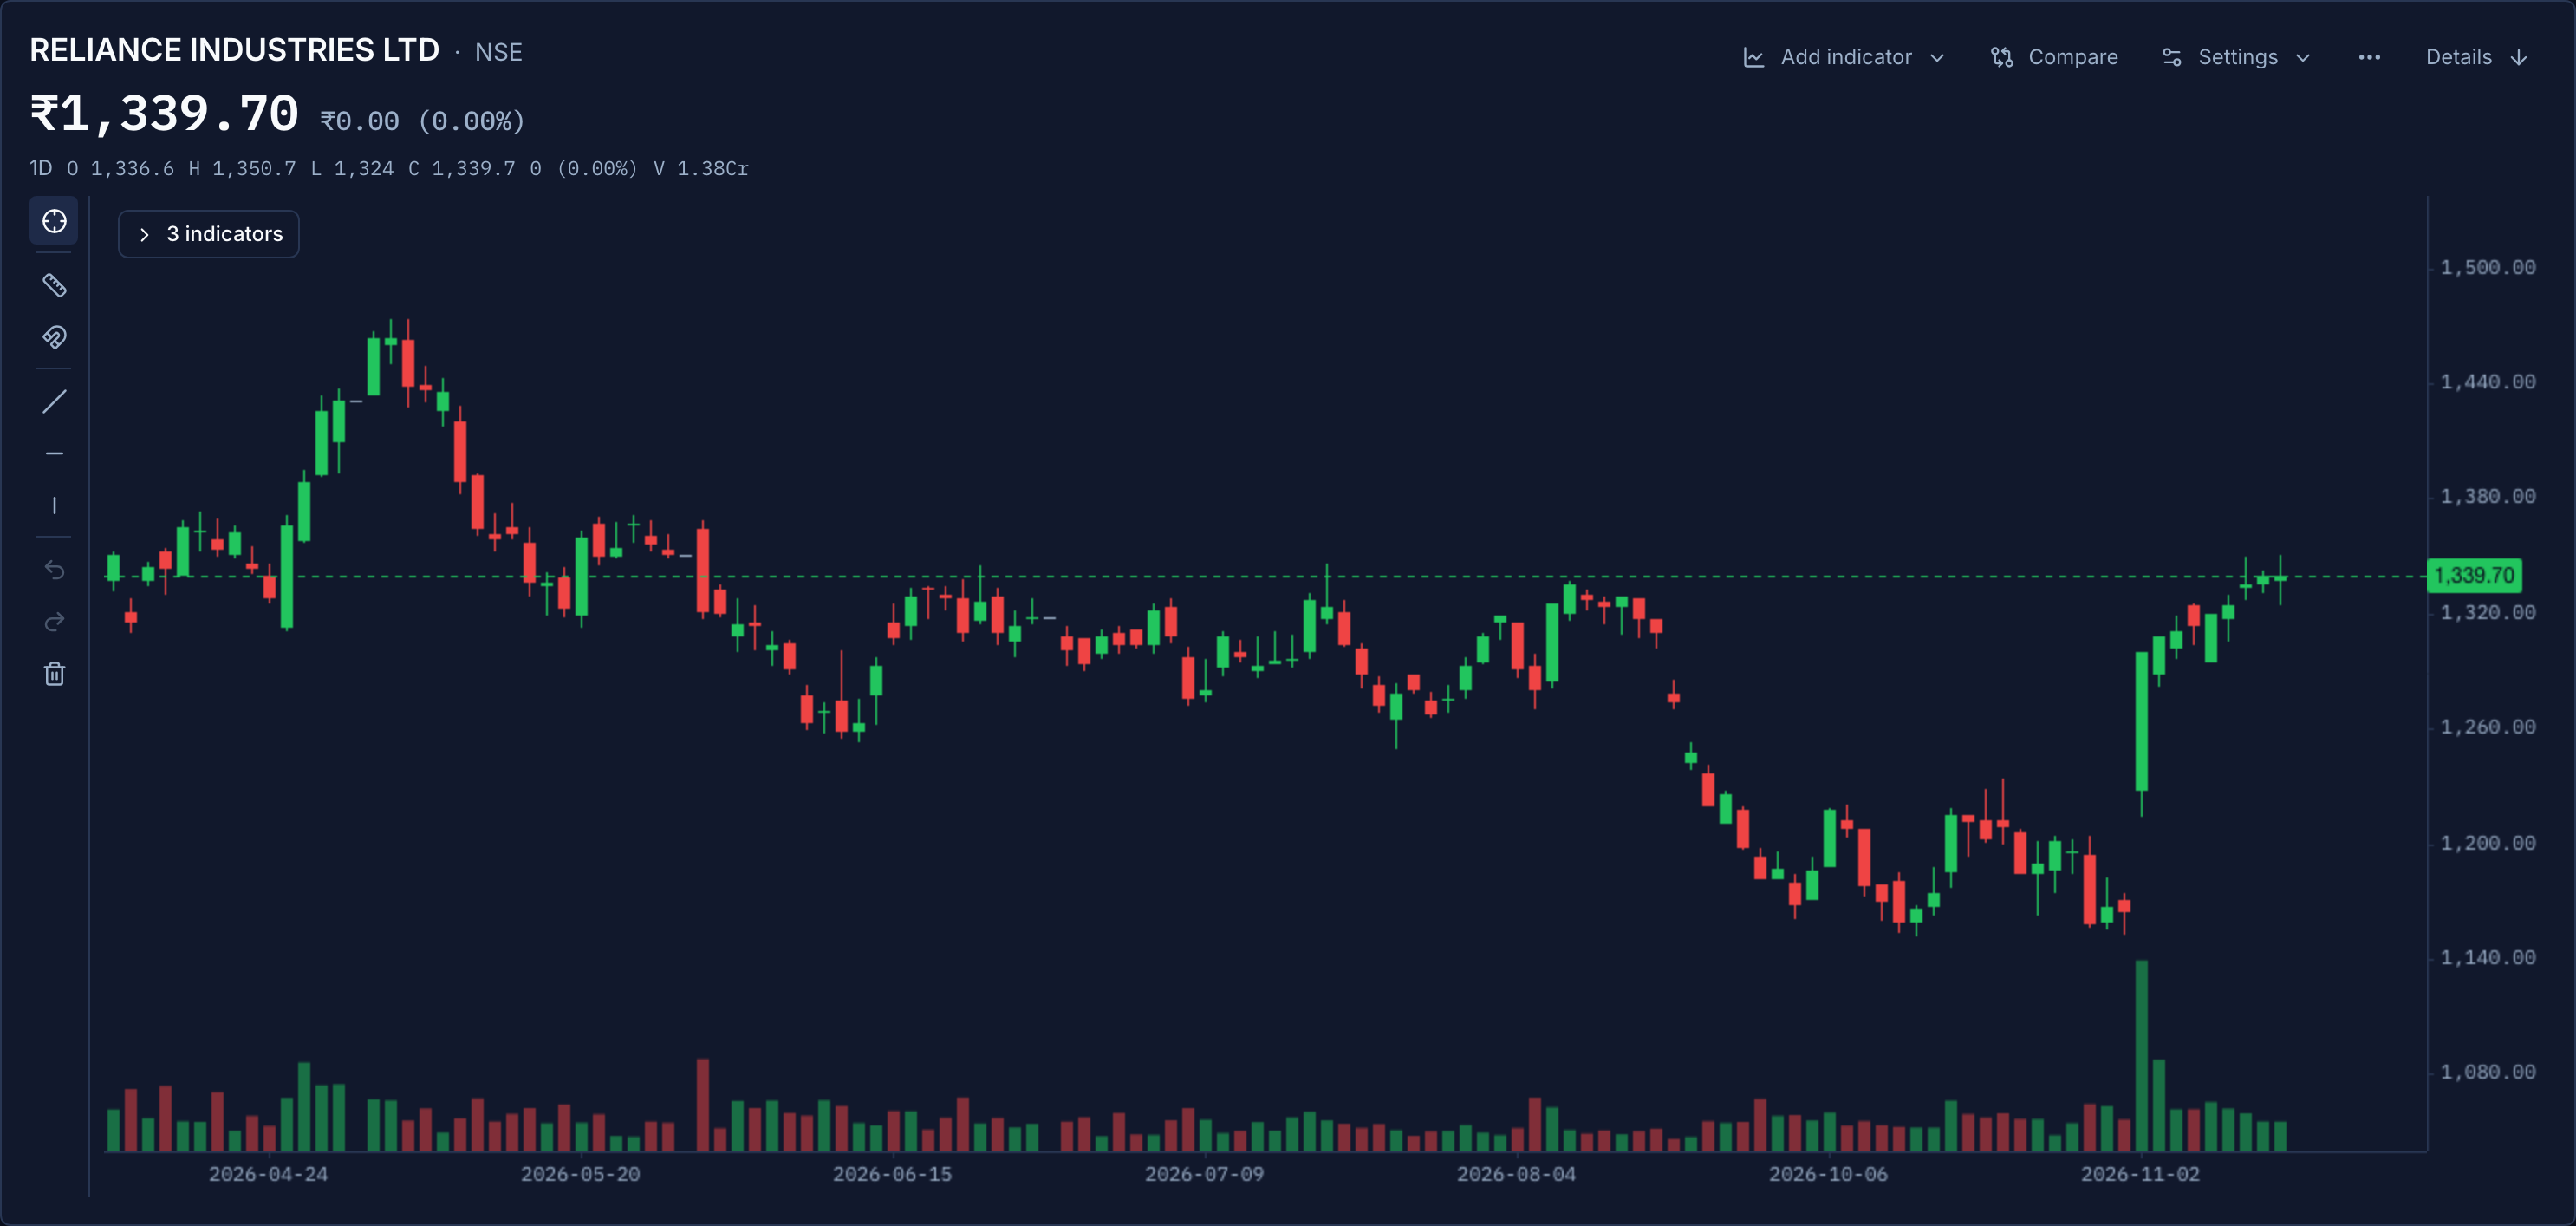 RELIANCE INDUSTRIES LTD · NSE
Add indicator Compare Settings ... Details
₹1,339.70 ₹0.00 (0.00%)
1D O 1,336.6 H 1,350.7 L 1,324 C 1,339.7 0 (0.00%) V 1.38Cr
3 indicators
1,500.00
1,440.00
1,380.00
1,339.70
1,320.00
1,260.00
1,200.00
1,140.00
1,080.00
2026-04-24 2026-05-20 2026-06-15 2026-07-09 2026-08-04 2026-10-06 2026-11-02